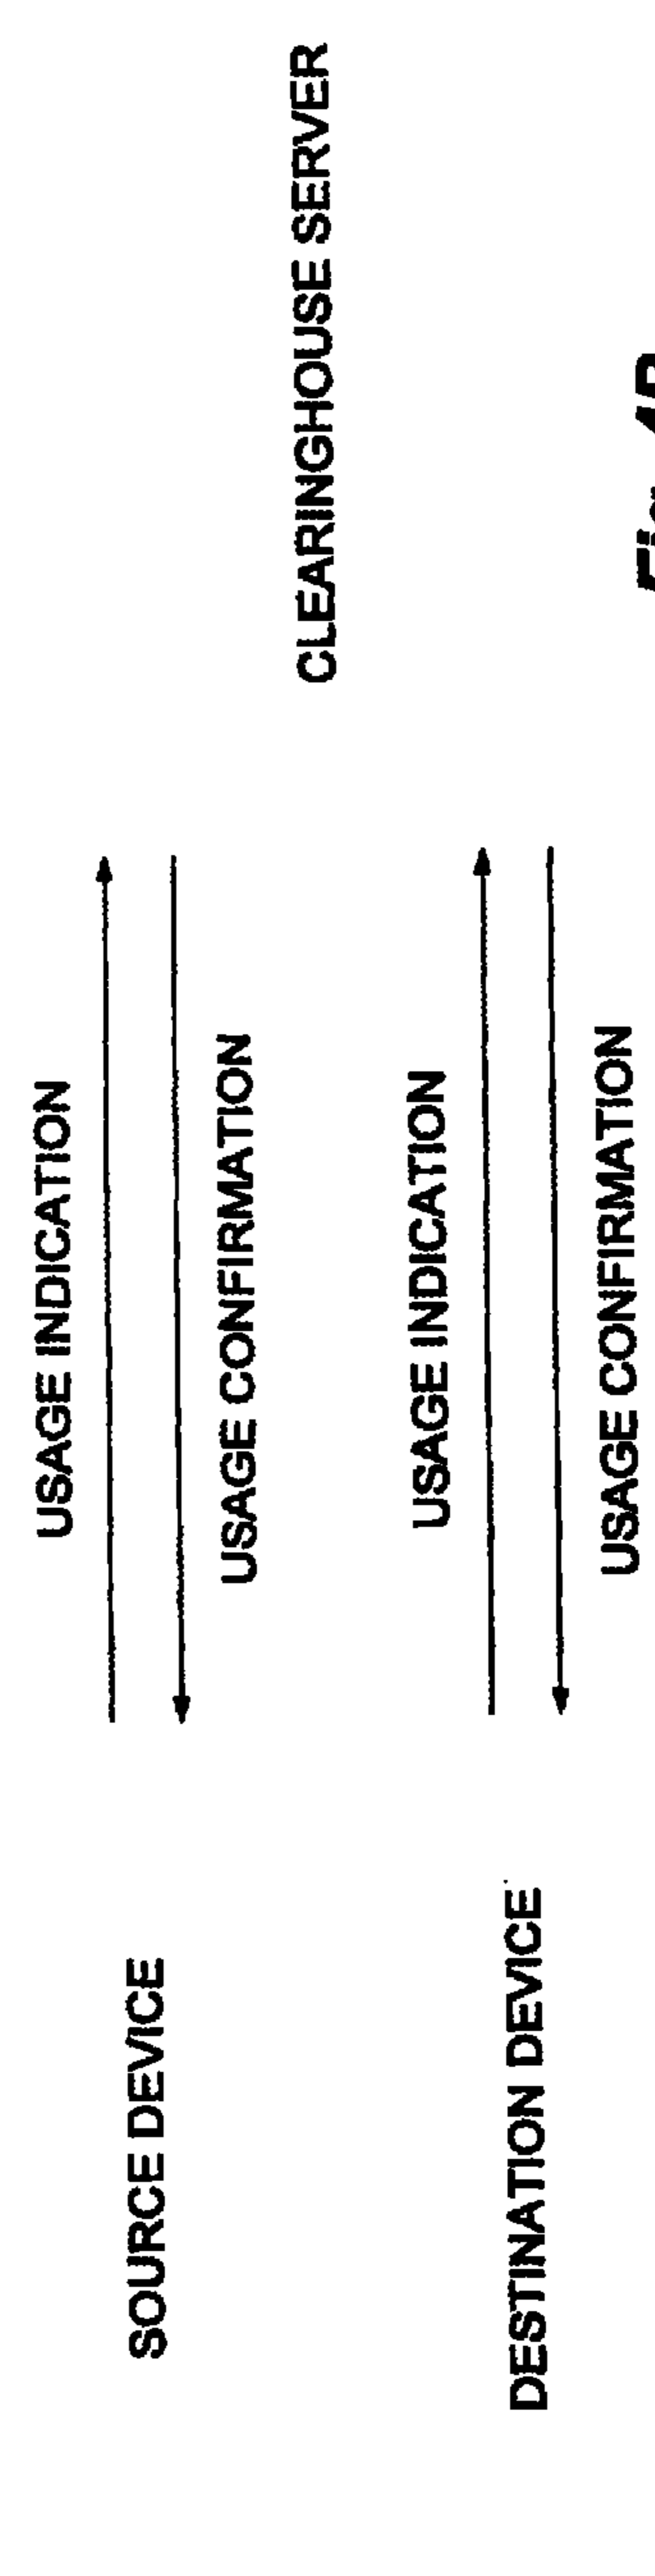 USAGE INDICATION
SOURCE DEVICE
USAGE CONFIRMATION
CLEARINGHOUSE SERVER
USAGE INDICATION
DESTINATION DEVICE
USAGE CONFIRMATION